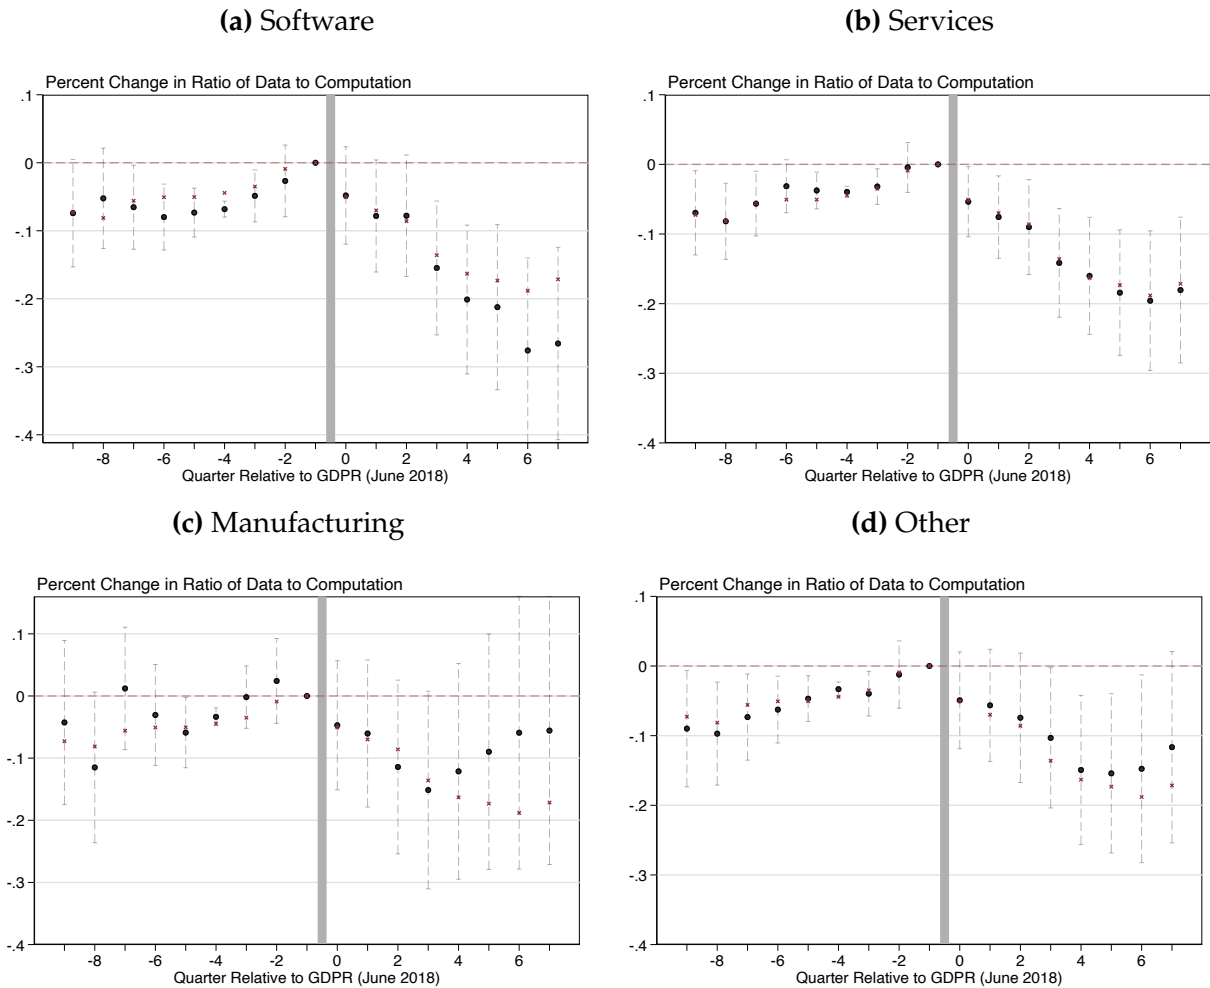 (a) Software
Percent Change in Ratio of Data to Computation
.1
0
-.1
-.2
-.3
-.4
-8 -6 -4 -2 0 2 4 6
Quarter Relative to GDPR (June 2018)
(b) Services
Percent Change in Ratio of Data to Computation
.1
0
-.1
-.2
-.3
-.4
-8 -6 -4 -2 0 2 4 6
Quarter Relative to GDPR (June 2018)
(c) Manufacturing
Percent Change in Ratio of Data to Computation
.1
0
-.1
-.2
-.3
-.4
-8 -6 -4 -2 0 2 4 6
Quarter Relative to GDPR (June 2018)
(d) Other
Percent Change in Ratio of Data to Computation
.1
0
-.1
-.2
-.3
-.4
-8 -6 -4 -2 0 2 4 6
Quarter Relative to GDPR (June 2018)